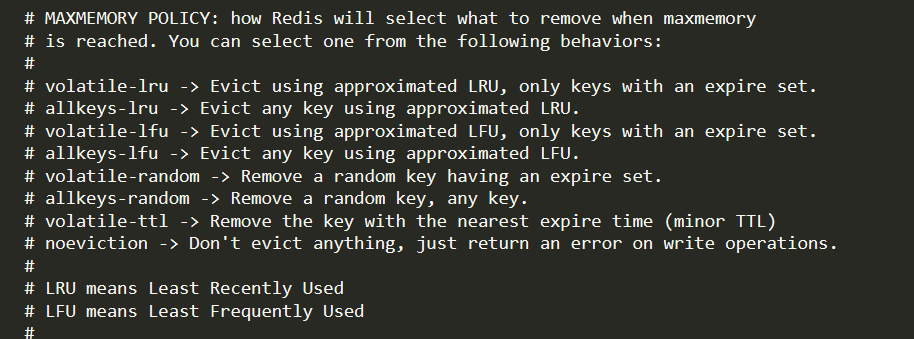 # MAXMEMORY POLICY: how Redis will select what to remove when maxmemory
# is reached. You can select one from the following behaviors:
#
# volatile-lru -> Evict using approximated LRU, only keys with an expire set.
# allkeys-lru -> Evict any key using approximated LRU.
# volatile-lfu -> Evict using approximated LFU, only keys with an expire set.
# allkeys-lfu -> Evict any key using approximated LFU.
# volatile-random -> Remove a random key having an expire set.
# allkeys-random -> Remove a random key, any key.
# volatile-ttl -> Remove the key with the nearest expire time (minor TTL)
# noeviction -> Don't evict anything, just return an error on write operations.
#
# LRU means Least Recently Used
# LFU means Least Frequently Used
#